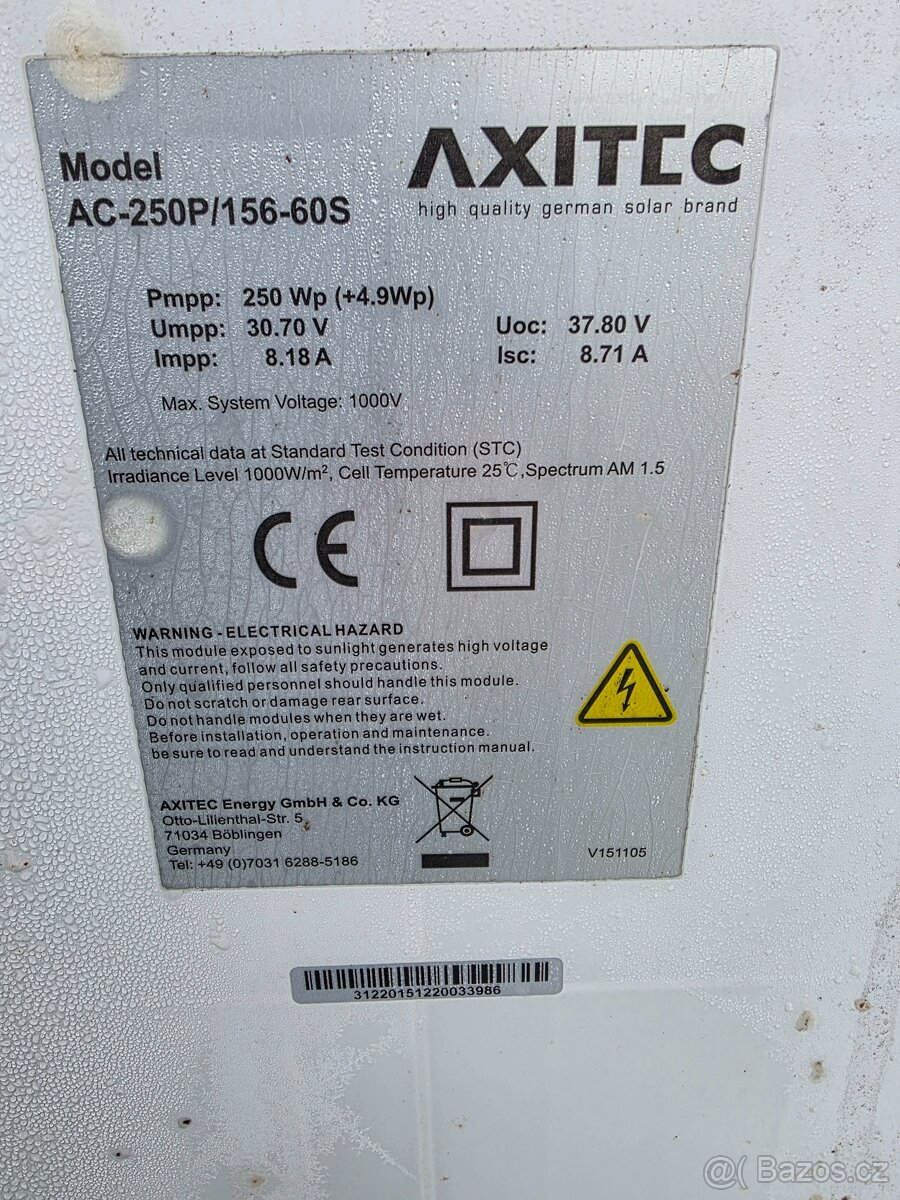 AXITEC
high quality german solar brand
Model
AC-250P/156-60S
Pmpp: 250 Wp (+4.9Wp)
Umpp: 30.70 V
Uoc: 37.80 V
Impp: 8.18 A
Isc: 8.71 A
Max. System Voltage: 1000V
All technical data at Standard Test Condition (STC)
Irradiance Level 1000W/m², Cell Temperature 25℃,Spectrum AM 1.5
CE
WARNING - ELECTRICAL HAZARD
This module exposed to sunlight generates high voltage
and current, follow all safety precautions.
Only qualified personnel should handle this module.
Do not scratch or damage rear surface.
Do not handle modules when they are wet.
Before installation, operation and maintenance.
be sure to read and understand the instruction manual.
AXITEC Energy GmbH & Co. KG
Otto-Lilienthal-Str. 5
71034 Böblingen
Germany
Tel: +49 (0)7031 6288-5186
V151105
31220151220033986
@( Bazos.cz